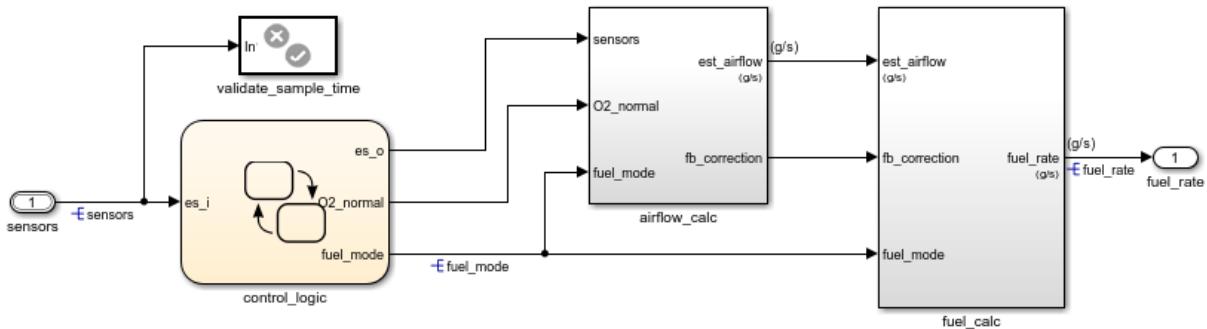 In
validate_sample_time
1
sensors
sensors
es_i
es_o
O2_normal
fuel_mode
control_logic
fuel_mode
sensors
O2_normal
fuel_mode
est_airflow
(g/s)
fb_correction
airflow_calc
(g/s)
est_airflow
(g/s)
fb_correction
fuel_mode
fuel_rate
(g/s)
fuel_calc
(g/s)
fuel_rate
1
fuel_rate